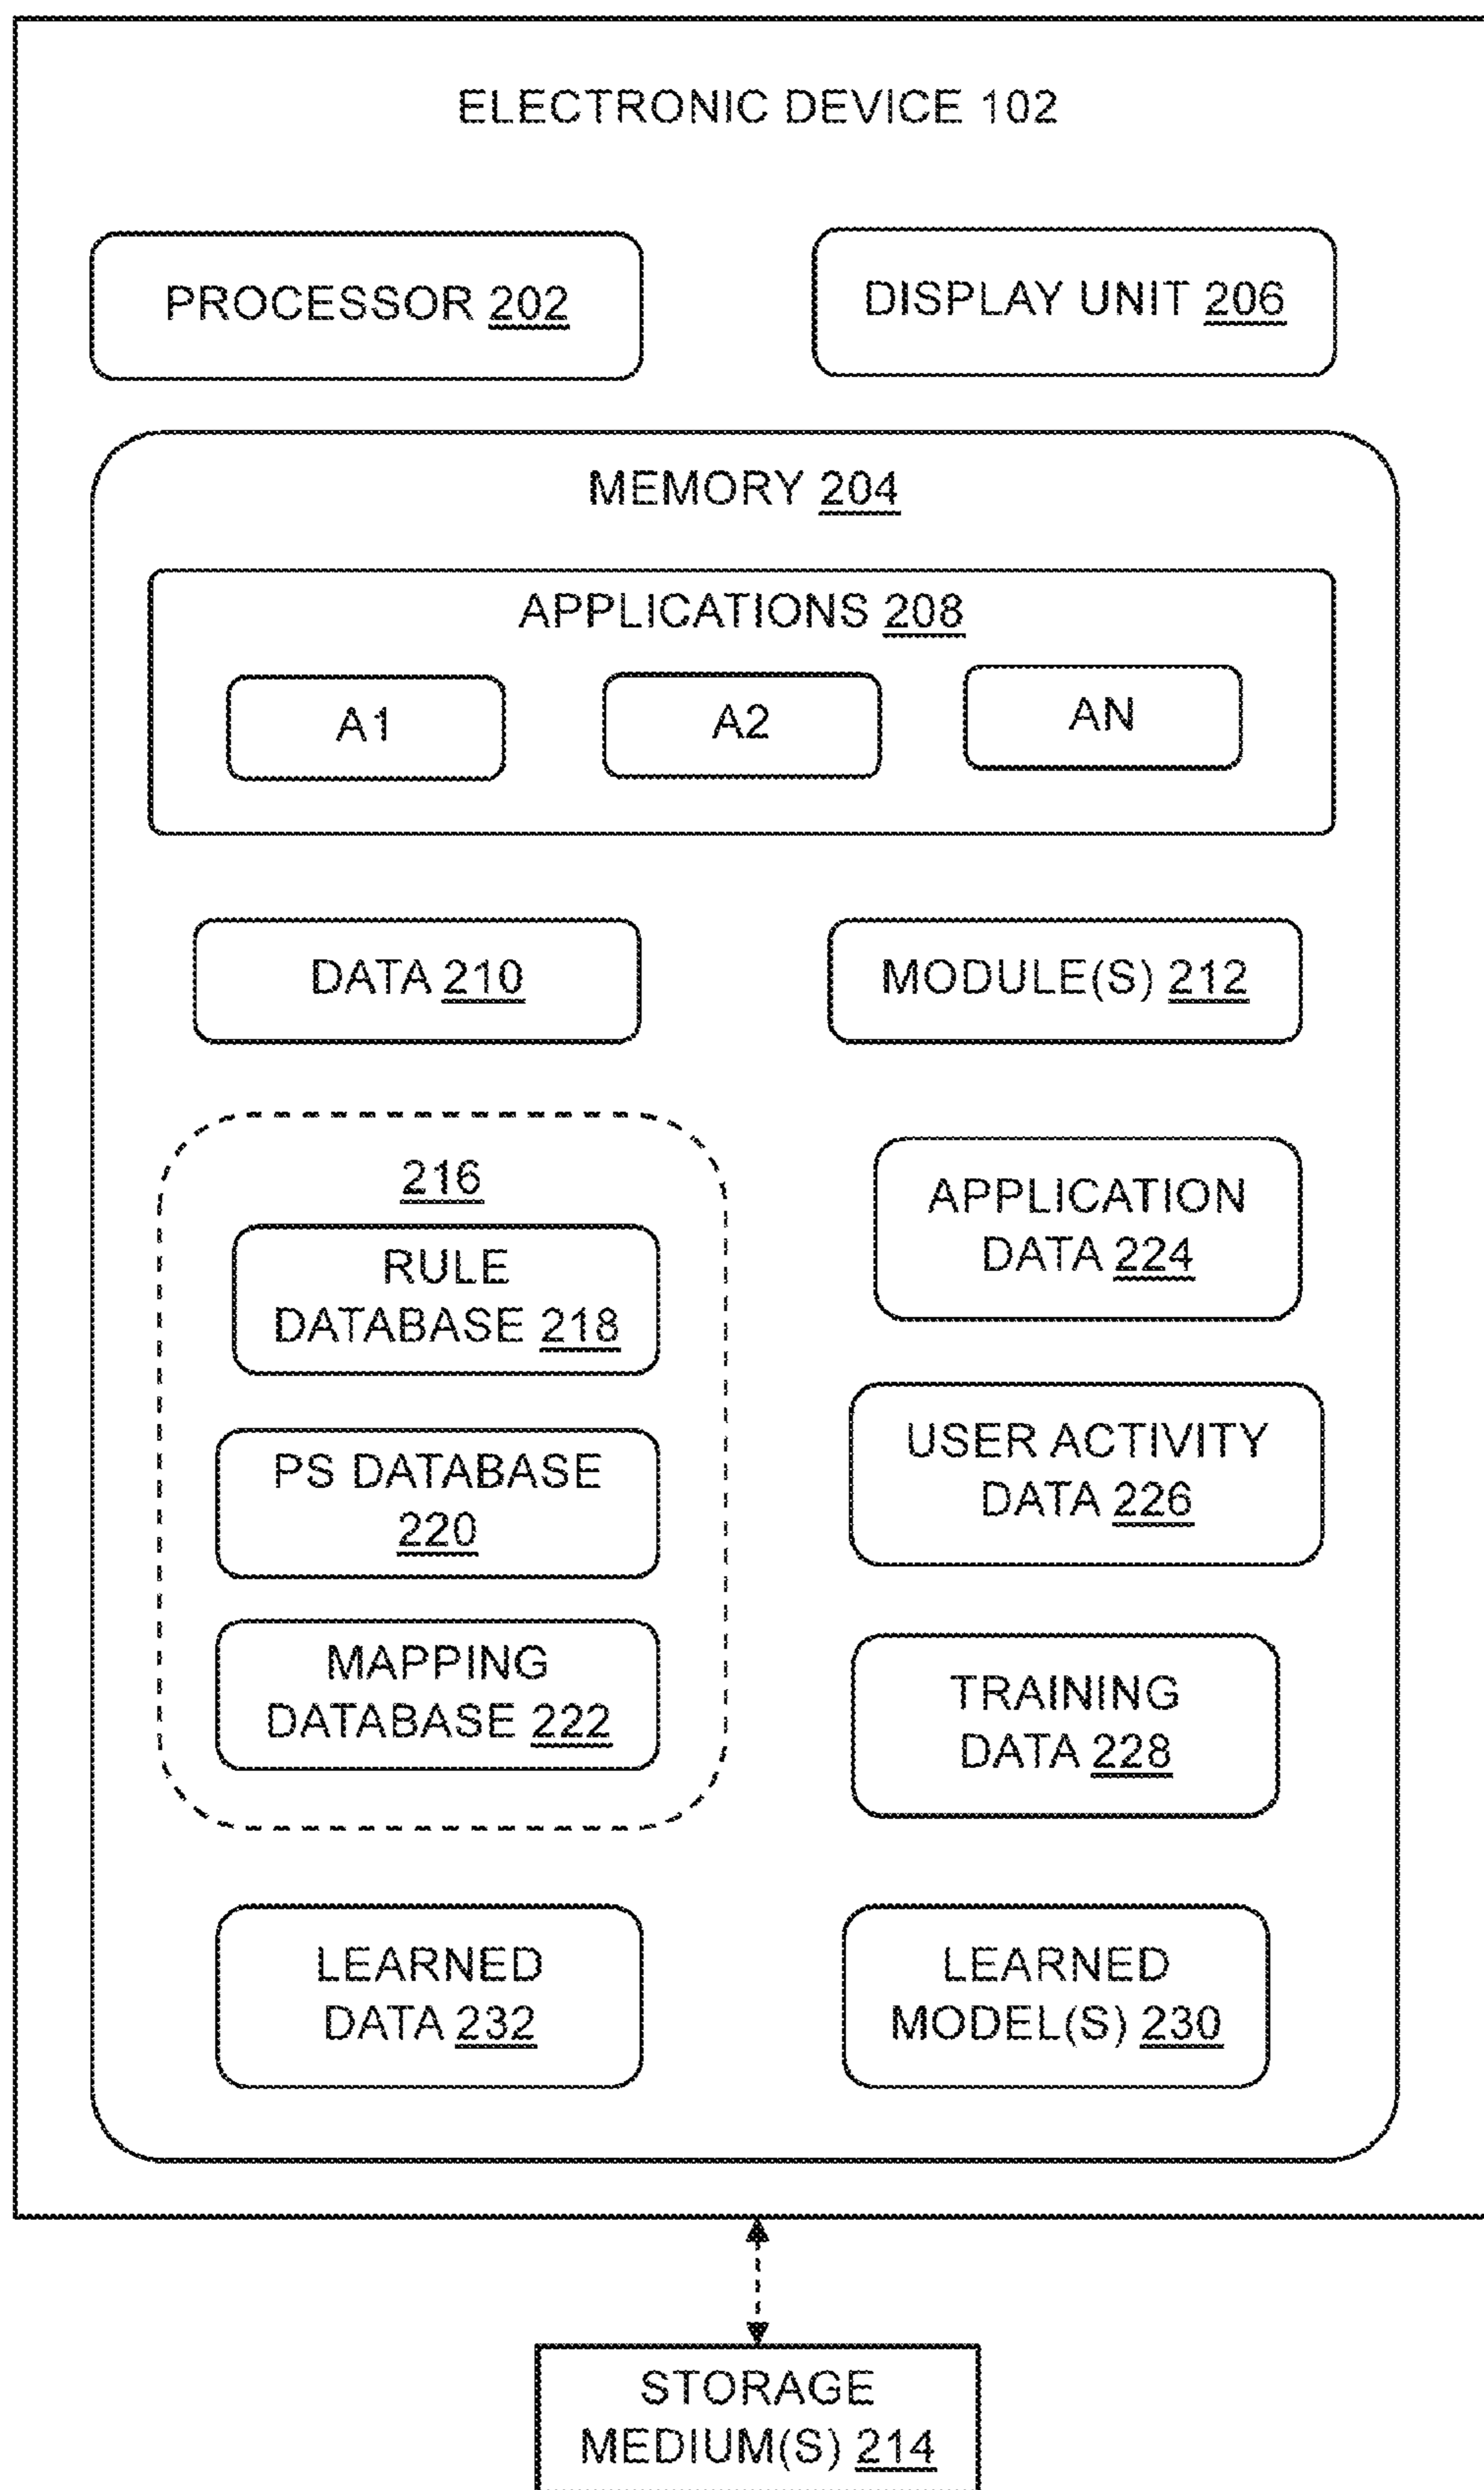 ELECTRONIC DEVICE 102
PROCESSOR 202
DISPLAY UNIT 206
MEMORY 204
APPLICATIONS 208
A1
A2
AN
DATA 210
MODULE(S) 212
216
RULE
DATABASE 218
PS DATABASE
220
MAPPING
DATABASE 222
APPLICATION
DATA 224
USER ACTIVITY
DATA 226
TRAINING
DATA 228
LEARNED
DATA 232
LEARNED
MODEL(S) 230
STORAGE
MEDIUM(S) 214